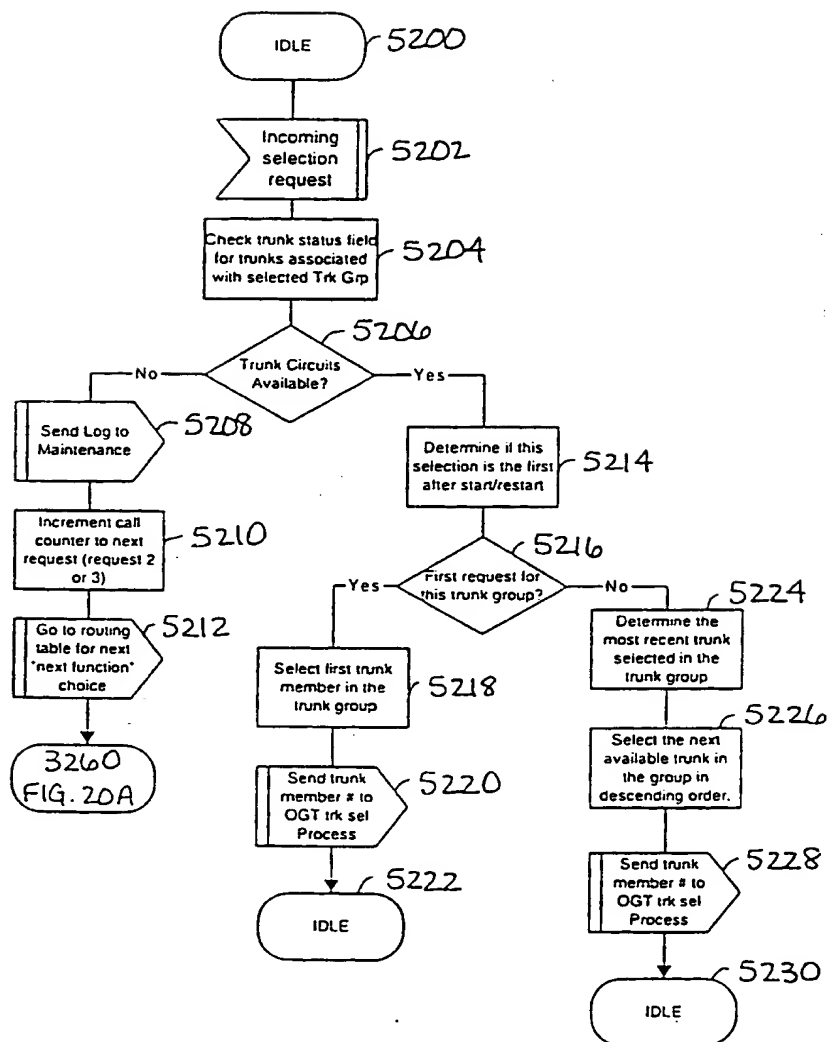 IDLE
5200
Incoming
selection
request
5202
Check trunk status field
for trunks associated
with selected Trk Grp
5204
5206
Trunk Circuits
Available?
No
Yes
Send Log to
Maintenance
5208
Increment call
counter to next
request (request 2
or 3)
5210
Go to routing
table for next
"next function"
choice
5212
3260
FIG. 20A
Determine if this
selection is the first
after start/restart
5214
5216
First request for
this trunk group?
Yes
No
Select first trunk
member in the
trunk group
5218
Send trunk
member # to
OGT trk sel
Process
5220
5222
IDLE
5224
Determine the
most recent trunk
selected in the
trunk group
5226
Select the next
available trunk in
the group in
descending order.
Send trunk
member # to
OGT trk sel
Process
5228
5230
IDLE